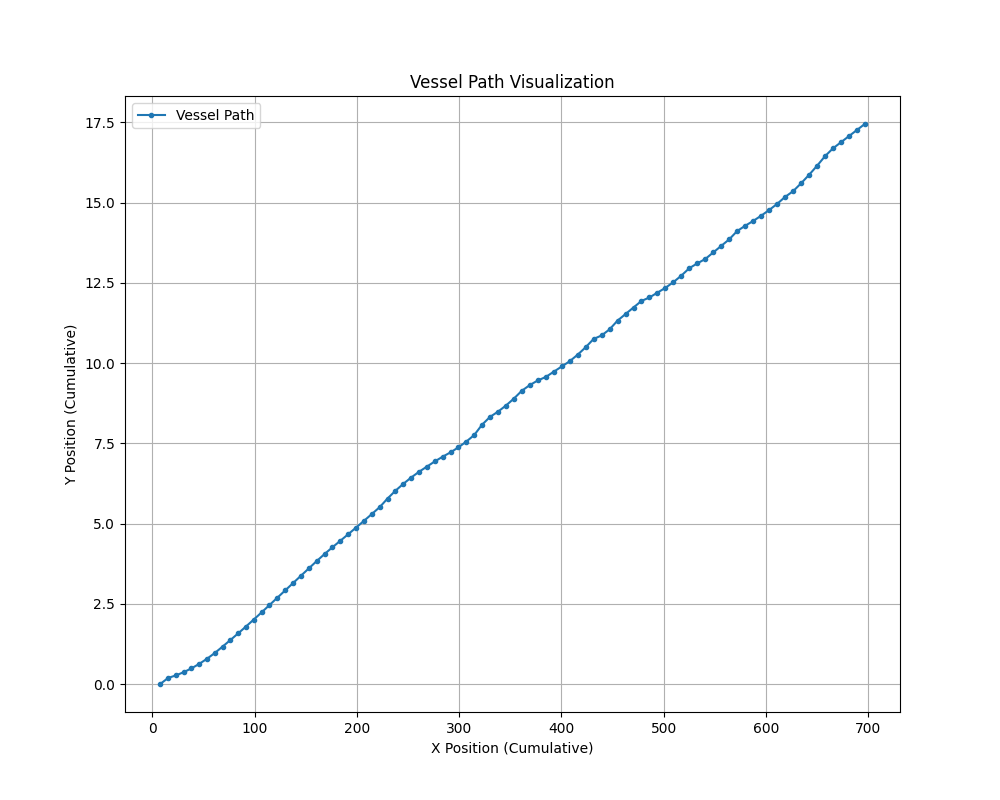 Vessel Path Visualization
Vessel Path
17.5
15.0
12.5
10.0
7.5
5.0
2.5
0.0
Y Position (Cumulative)
0 100 200 300 400 500 600 700
X Position (Cumulative)